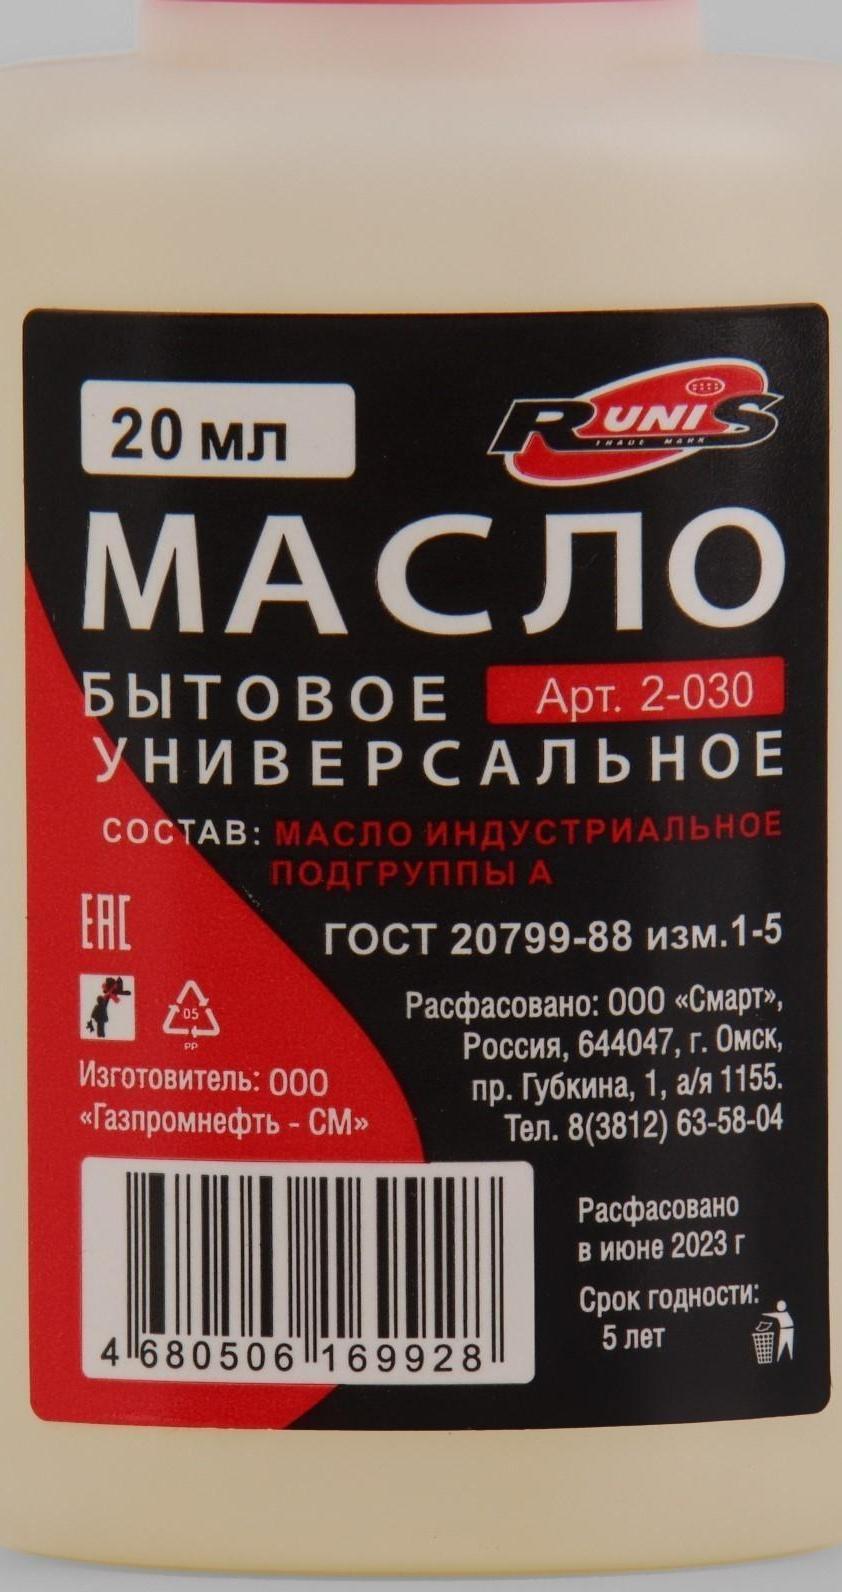 20 мл
RUNIS
TRADE MARK
МАСЛО
БЫТОВОЕ
Арт. 2-030
УНИВЕРСАЛЬНОЕ
СОСТАВ: МАСЛО ИНДУСТРИАЛЬНОЕ
ПОДГРУППЫ А
ЕАС
ГОСТ 20799-88 изм.1-5
05
PP
Расфасовано: ООО «Смарт»,
Россия, 644047, г. Омск,
пр. Губкина, 1, а/я 1155.
Тел. 8(3812) 63-58-04
Изготовитель: ООО
«Газпромнефть - СМ»
4 680506 169928
Расфасовано
в июне 2023 г
Срок годности:
5 лет